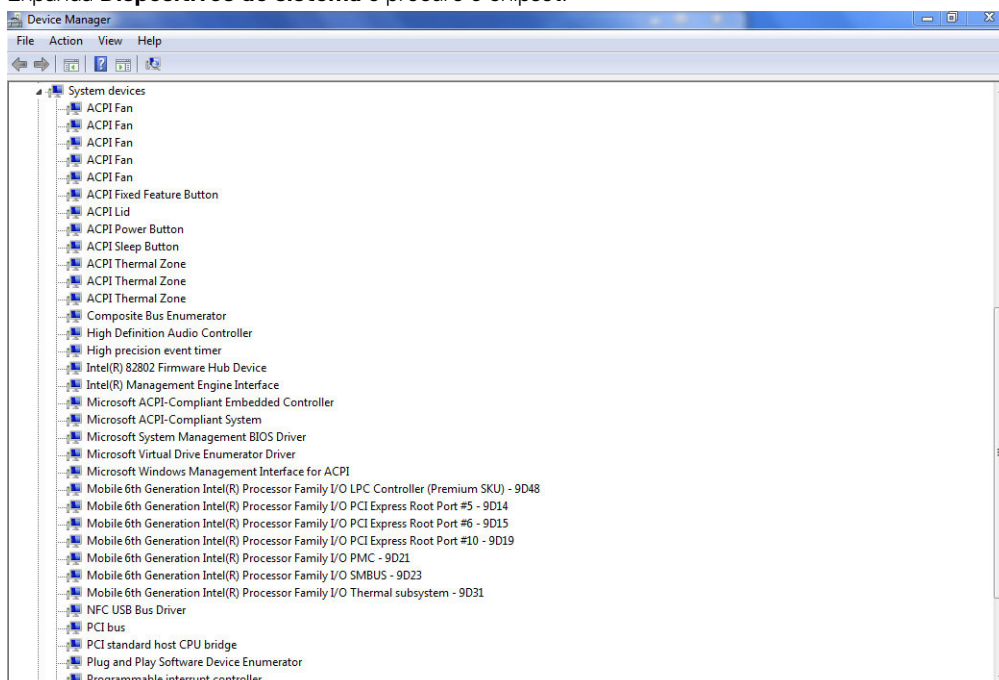 Expanda Dispositivos do sistema e procure o chipset.
Device Manager
File Action View Help
System devices
ACPI Fan
ACPI Fan
ACPI Fan
ACPI Fan
ACPI Fan
ACPI Fixed Feature Button
ACPI Lid
ACPI Power Button
ACPI Sleep Button
ACPI Thermal Zone
ACPI Thermal Zone
ACPI Thermal Zone
Composite Bus Enumerator
High Definition Audio Controller
High precision event timer
Intel(R) 82802 Firmware Hub Device
Intel(R) Management Engine Interface
Microsoft ACPI-Compliant Embedded Controller
Microsoft ACPI-Compliant System
Microsoft System Management BIOS Driver
Microsoft Virtual Drive Enumerator Driver
Microsoft Windows Management Interface for ACPI
Mobile 6th Generation Intel(R) Processor Family I/O LPC Controller (Premium SKU) - 9D48
Mobile 6th Generation Intel(R) Processor Family I/O PCI Express Root Port #5 - 9D14
Mobile 6th Generation Intel(R) Processor Family I/O PCI Express Root Port #6 - 9D15
Mobile 6th Generation Intel(R) Processor Family I/O PCI Express Root Port #10 - 9D19
Mobile 6th Generation Intel(R) Processor Family I/O PMC - 9D21
Mobile 6th Generation Intel(R) Processor Family I/O SMBUS - 9D23
Mobile 6th Generation Intel(R) Processor Family I/O Thermal subsystem - 9D31
NFC USB Bus Driver
PCI bus
PCI standard host CPU bridge
Plug and Play Software Device Enumerator
Programmable interrupt controller